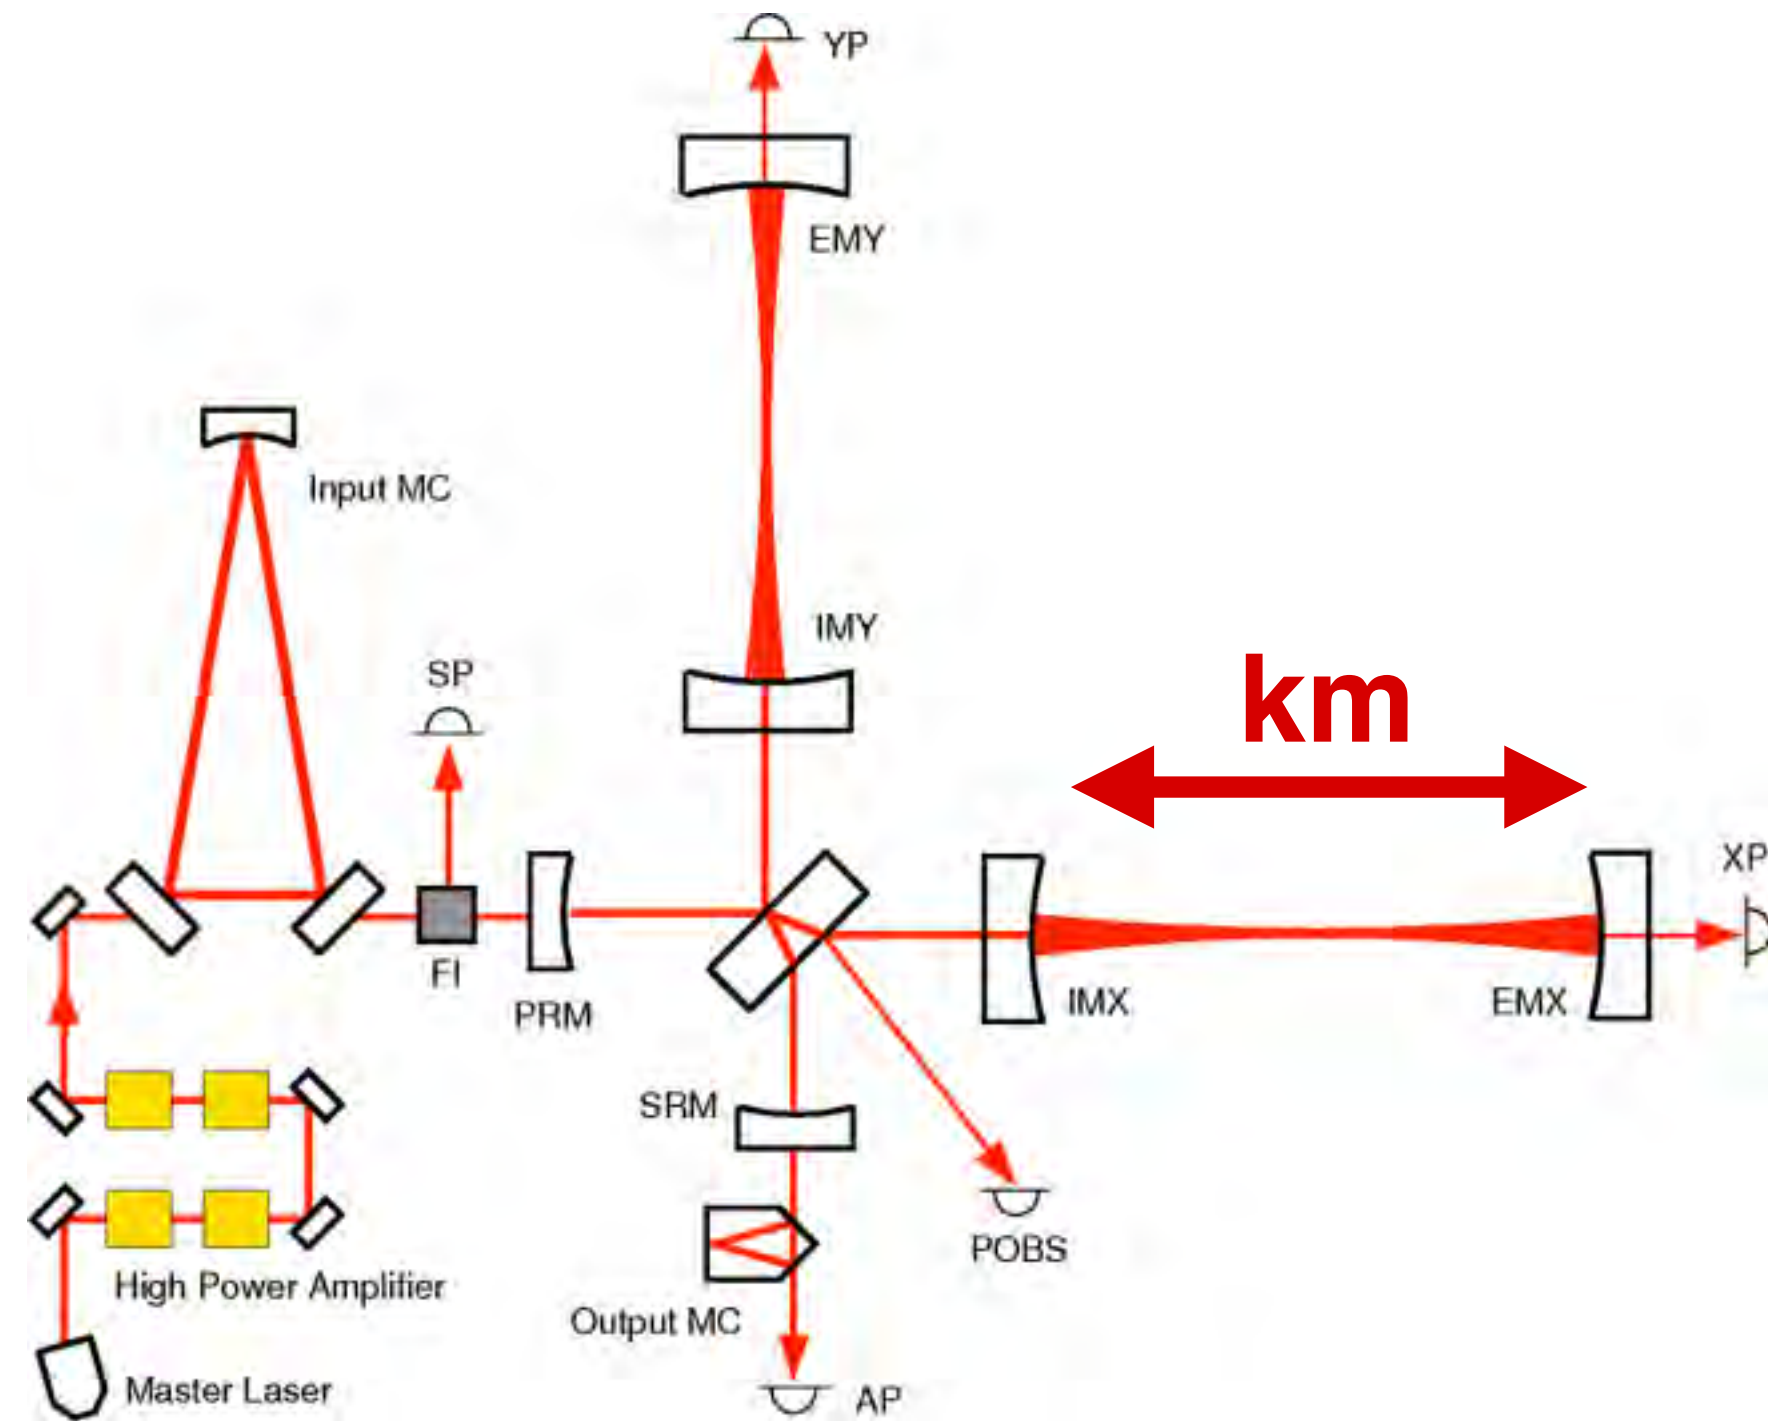 YP
EMY
Input MC
IMY
SP
km
XP
FI
PRM
IMX
EMX
SRM
POBS
High Power Amplifier
Output MC
Master Laser
AP